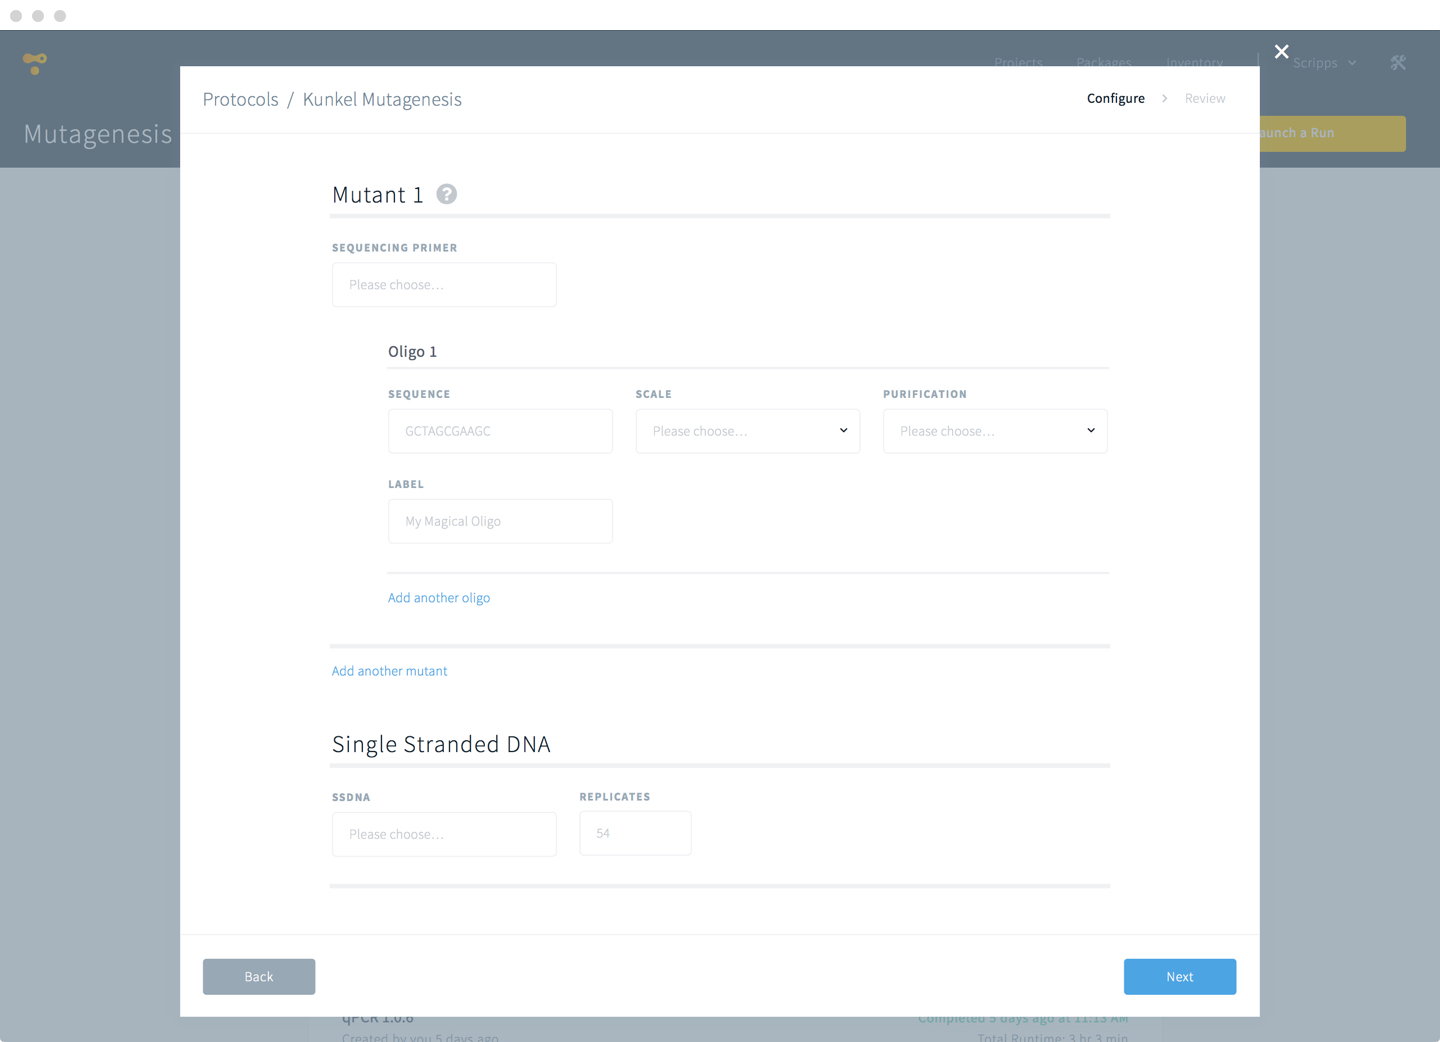 Projects Packages Inventory Scripps
Protocols / Kunkel Mutagenesis
Configure > Review
Mutagenesis
aunch a Run
Mutant 1 ?
SEQUENCING PRIMER
Please choose...
Oligo 1
SEQUENCE SCALE PURIFICATION
GCTAGCGAAGC Please choose... Please choose...
LABEL
My Magical Oligo
Add another oligo
Add another mutant
Single Stranded DNA
SSDNA REPLICATES
Please choose... 54
Back Next
qPCR 1.0.6 Completed 5 days ago at 11:13 AM
Created by you 5 days ago Total Runtime: 3 hr 3 min